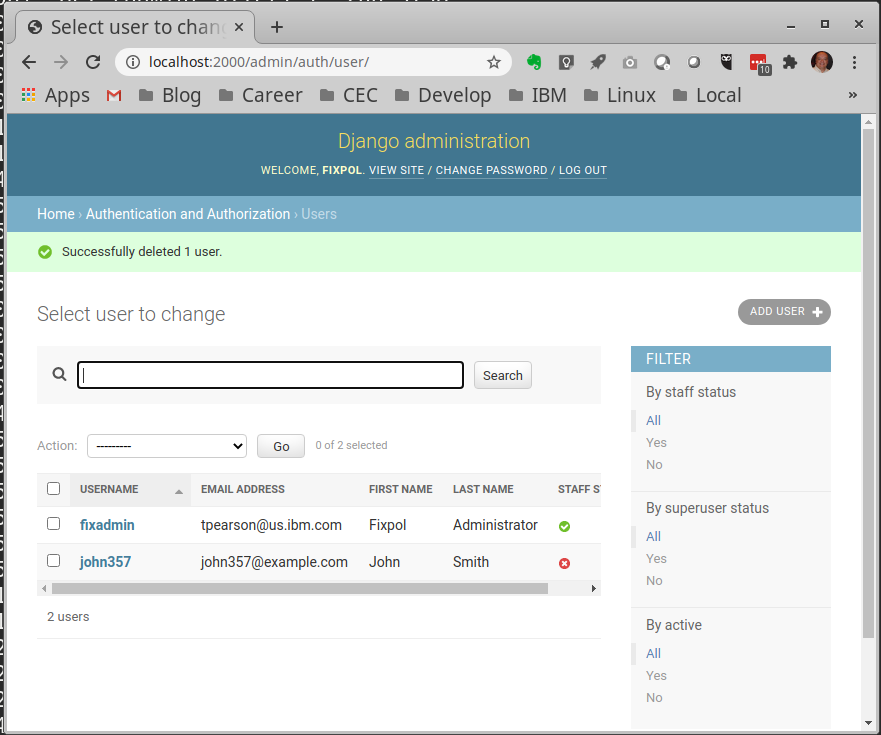 Select user to chan
localhost:2000/admin/auth/user/
10
Apps Blog Career CEC Develop IBM Linux Local »
Django administration
WELCOME, FIXPOL. VIEW SITE / CHANGE PASSWORD / LOG OUT
Home › Authentication and Authorization › Users
Successfully deleted 1 user.
Select user to change
ADD USER
Search
Action: --------- Go 0 of 2 selected
USERNAME EMAIL ADDRESS FIRST NAME LAST NAME STAFF S
fixadmin tpearson@us.ibm.com Fixpol Administrator
john357 john357@example.com John Smith
2 users
FILTER
By staff status
All
Yes
No
By superuser status
All
Yes
No
By active
All
Yes
No